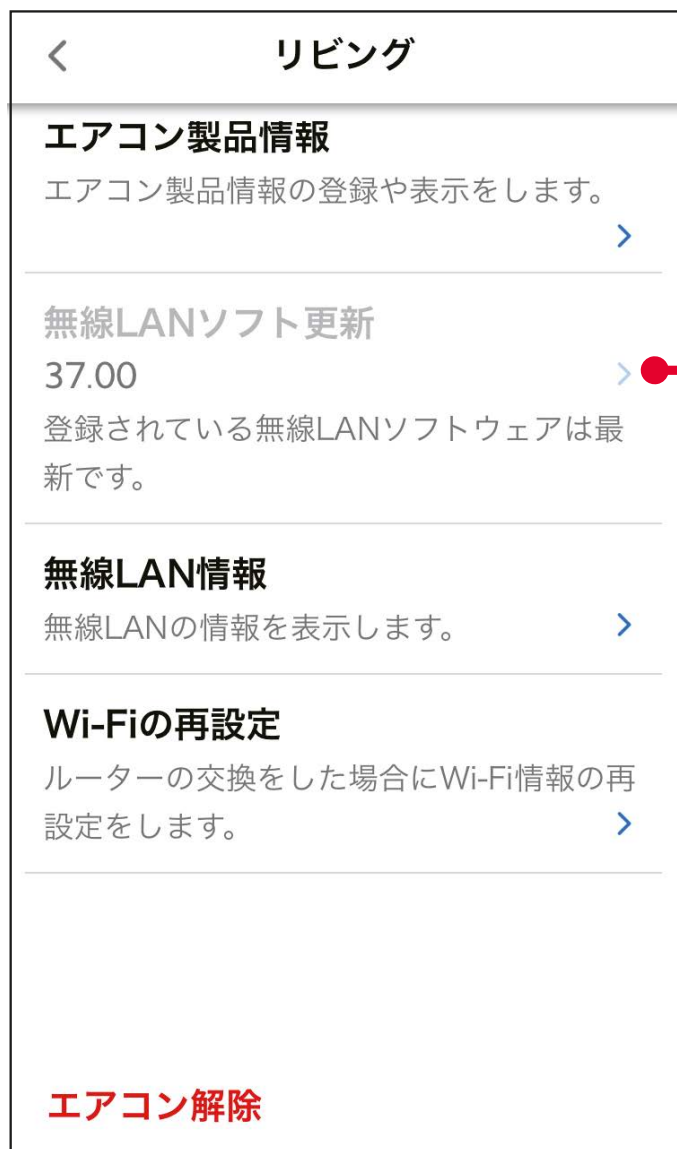 リビング
エアコン製品情報
エアコン製品情報の登録や表示をします。
無線LANソフト更新
37.00
登録されている無線LANソフトウェアは最
新です。
無線LAN情報
無線LANの情報を表示します。
Wi-Fiの再設定
ルーターの交換をした場合にWi-Fi情報の再
設定をします。
エアコン解除